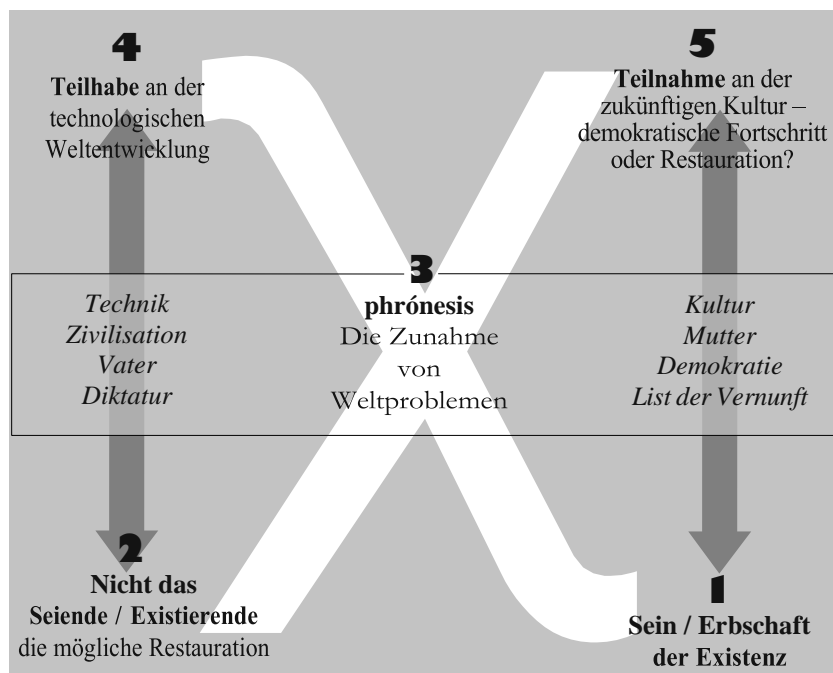 4
Teilhabe an der
technologischen
Weltentwicklung
5
Teilnahme an der
zukünftigen Kultur –
demokratische Fortschritt
oder Restauration?
Technik
Zivilisation
Vater
Diktatur
3
phrónesis
Die Zunahme
von
Weltproblemen
Kultur
Mutter
Demokratie
List der Vernunft
2
Nicht das
Seiende / Existierende
die mögliche Restauration
1
Sein / Erbschaft
der Existenz